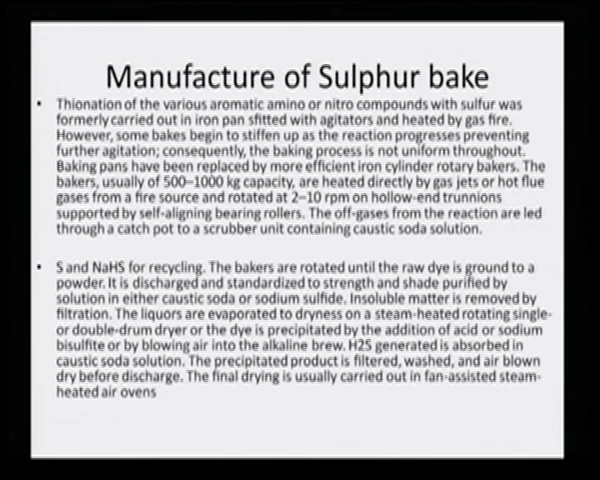 Manufacture of Sulphur bake
• Thionation of the various aromatic amino or nitro compounds with sulfur was
formerly carried out in iron pan sfitted with agitators and heated by gas fire.
However, some bakes begin to stiffen up as the reaction progresses preventing
further agitation; consequently, the baking process is not uniform throughout.
Baking pans have been replaced by more efficient iron cylinder rotary bakers. The
bakers, usually of 500–1000 kg capacity, are heated directly by gas jets or hot flue
gases from a fire source and rotated at 2–10 rpm on hollow-end trunnions
supported by self-aligning bearing rollers. The off-gases from the reaction are led
through a catch pot to a scrubber unit containing caustic soda solution.
• S and NaHS for recycling. The bakers are rotated until the raw dye is ground to a
powder. It is discharged and standardized to strength and shade purified by
solution in either caustic soda or sodium sulfide. Insoluble matter is removed by
filtration. The liquors are evaporated to dryness on a steam-heated rotating single-
or double-drum dryer or the dye is precipitated by the addition of acid or sodium
bisulfite or by blowing air into the alkaline brew. H2S generated is absorbed in
caustic soda solution. The precipitated product is filtered, washed, and air blown
dry before discharge. The final drying is usually carried out in fan-assisted steam-
heated air ovens